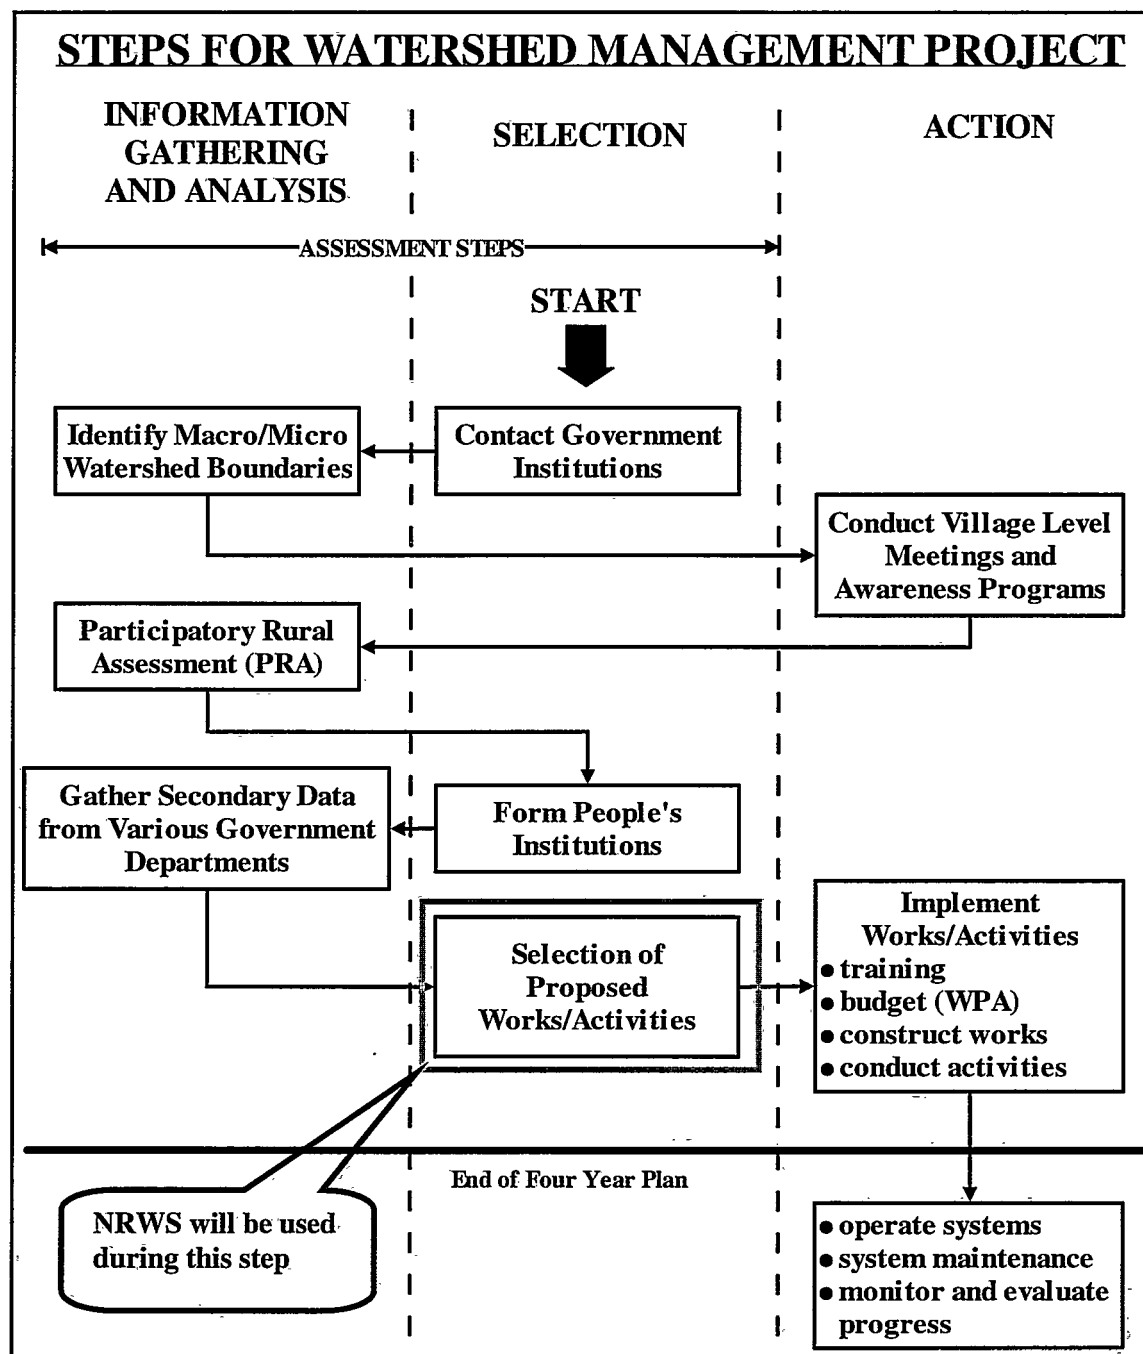 STEPS FOR WATERSHED MANAGEMENT PROJECT
INFORMATION
GATHERING
AND ANALYSIS
SELECTION
ACTION
ASSESSMENT STEPS
START
Identify Macro/Micro
Watershed Boundaries
Contact Government
Institutions
Conduct Village Level
Meetings and
Awareness Programs
Participatory Rural
Assessment (PRA)
Form People's
Institutions
Gather Secondary Data
from Various Government
Departments
Selection of
Proposed
Works/Activities
Implement
Works/Activities
● training
● budget (WPA)
● construct works
● conduct activities
End of Four Year Plan
NRWS will be used
during this step
● operate systems
● system maintenance
● monitor and evaluate
progress